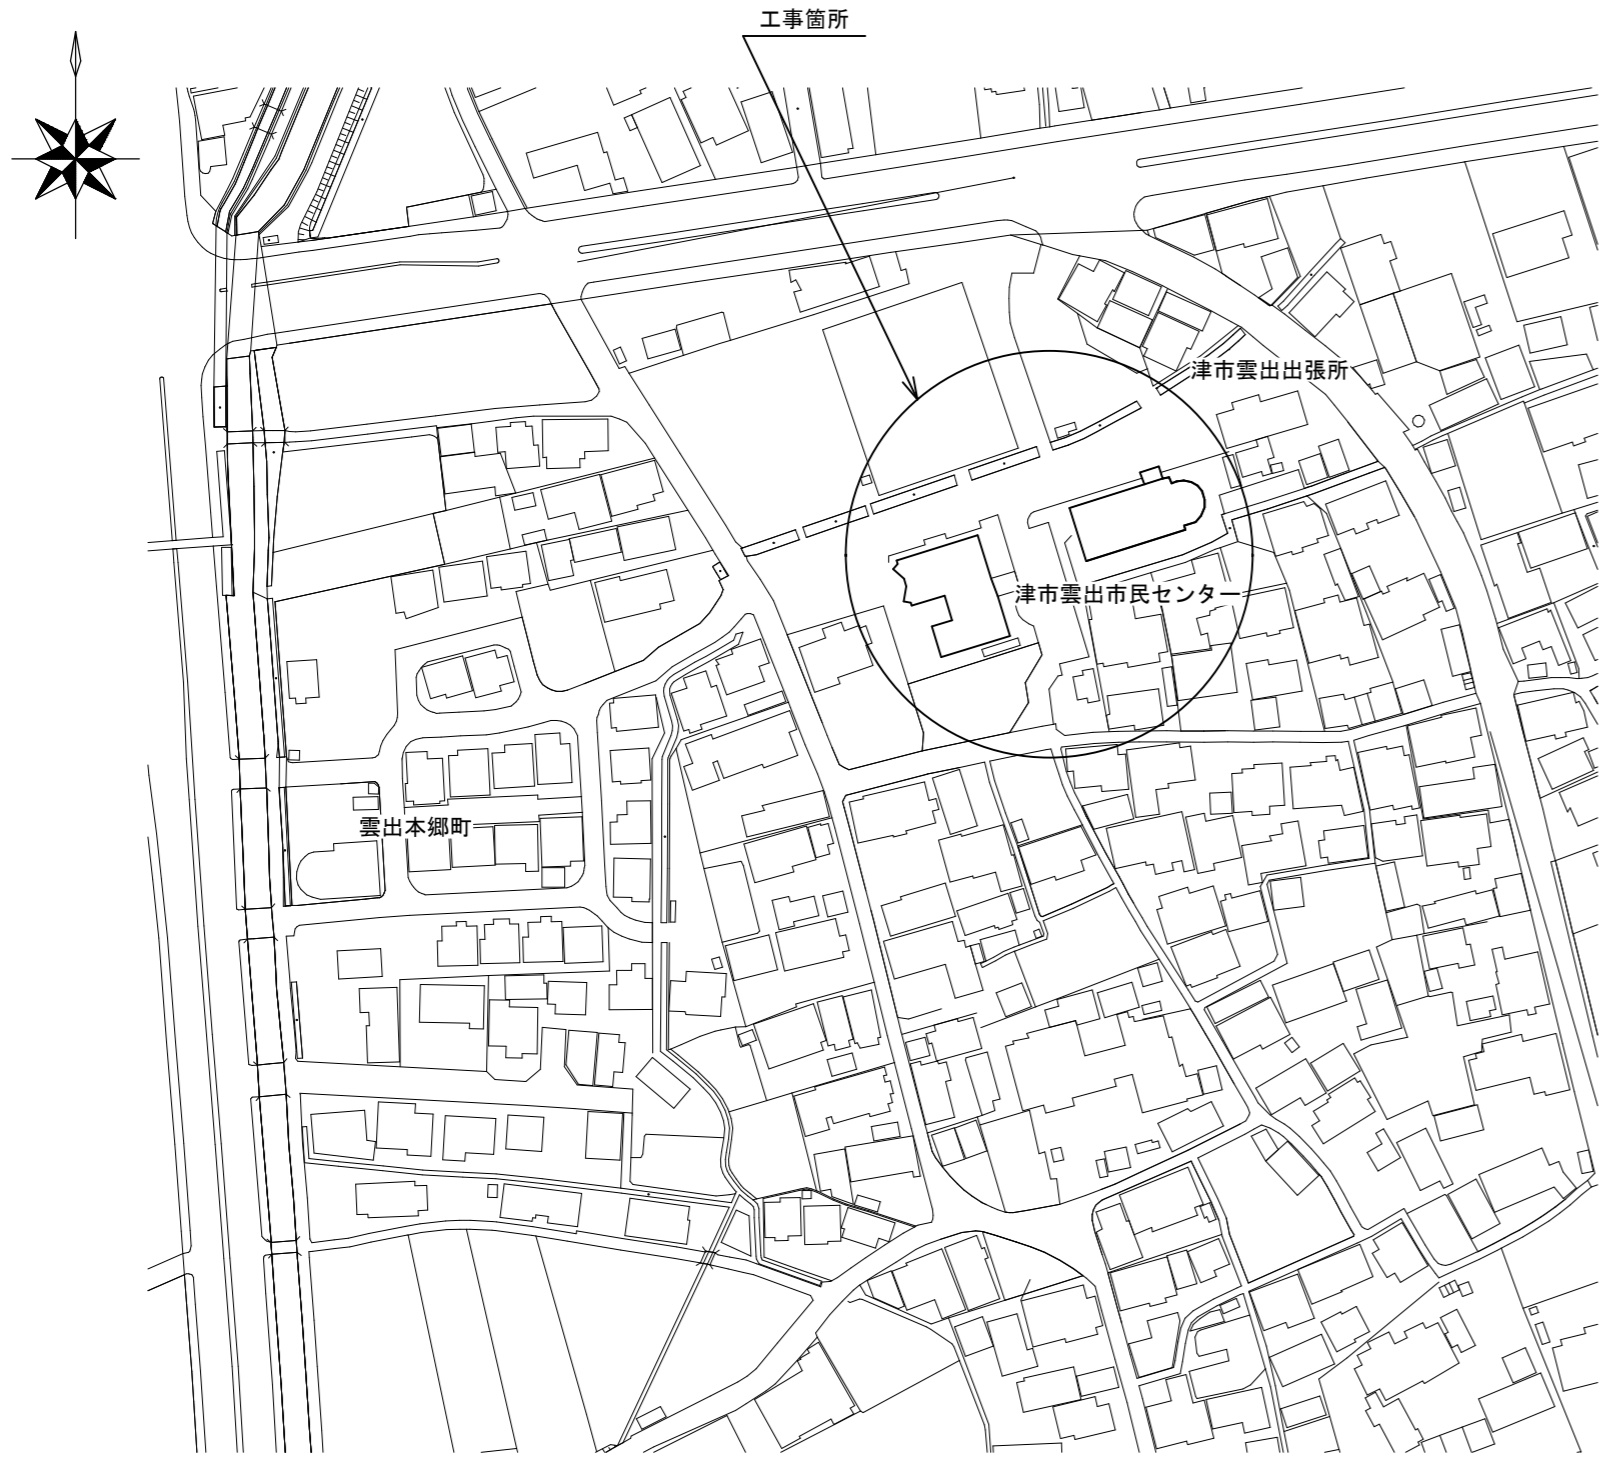 工事箇所
津市雲出出張所
津市雲出市民センター
雲出本郷町